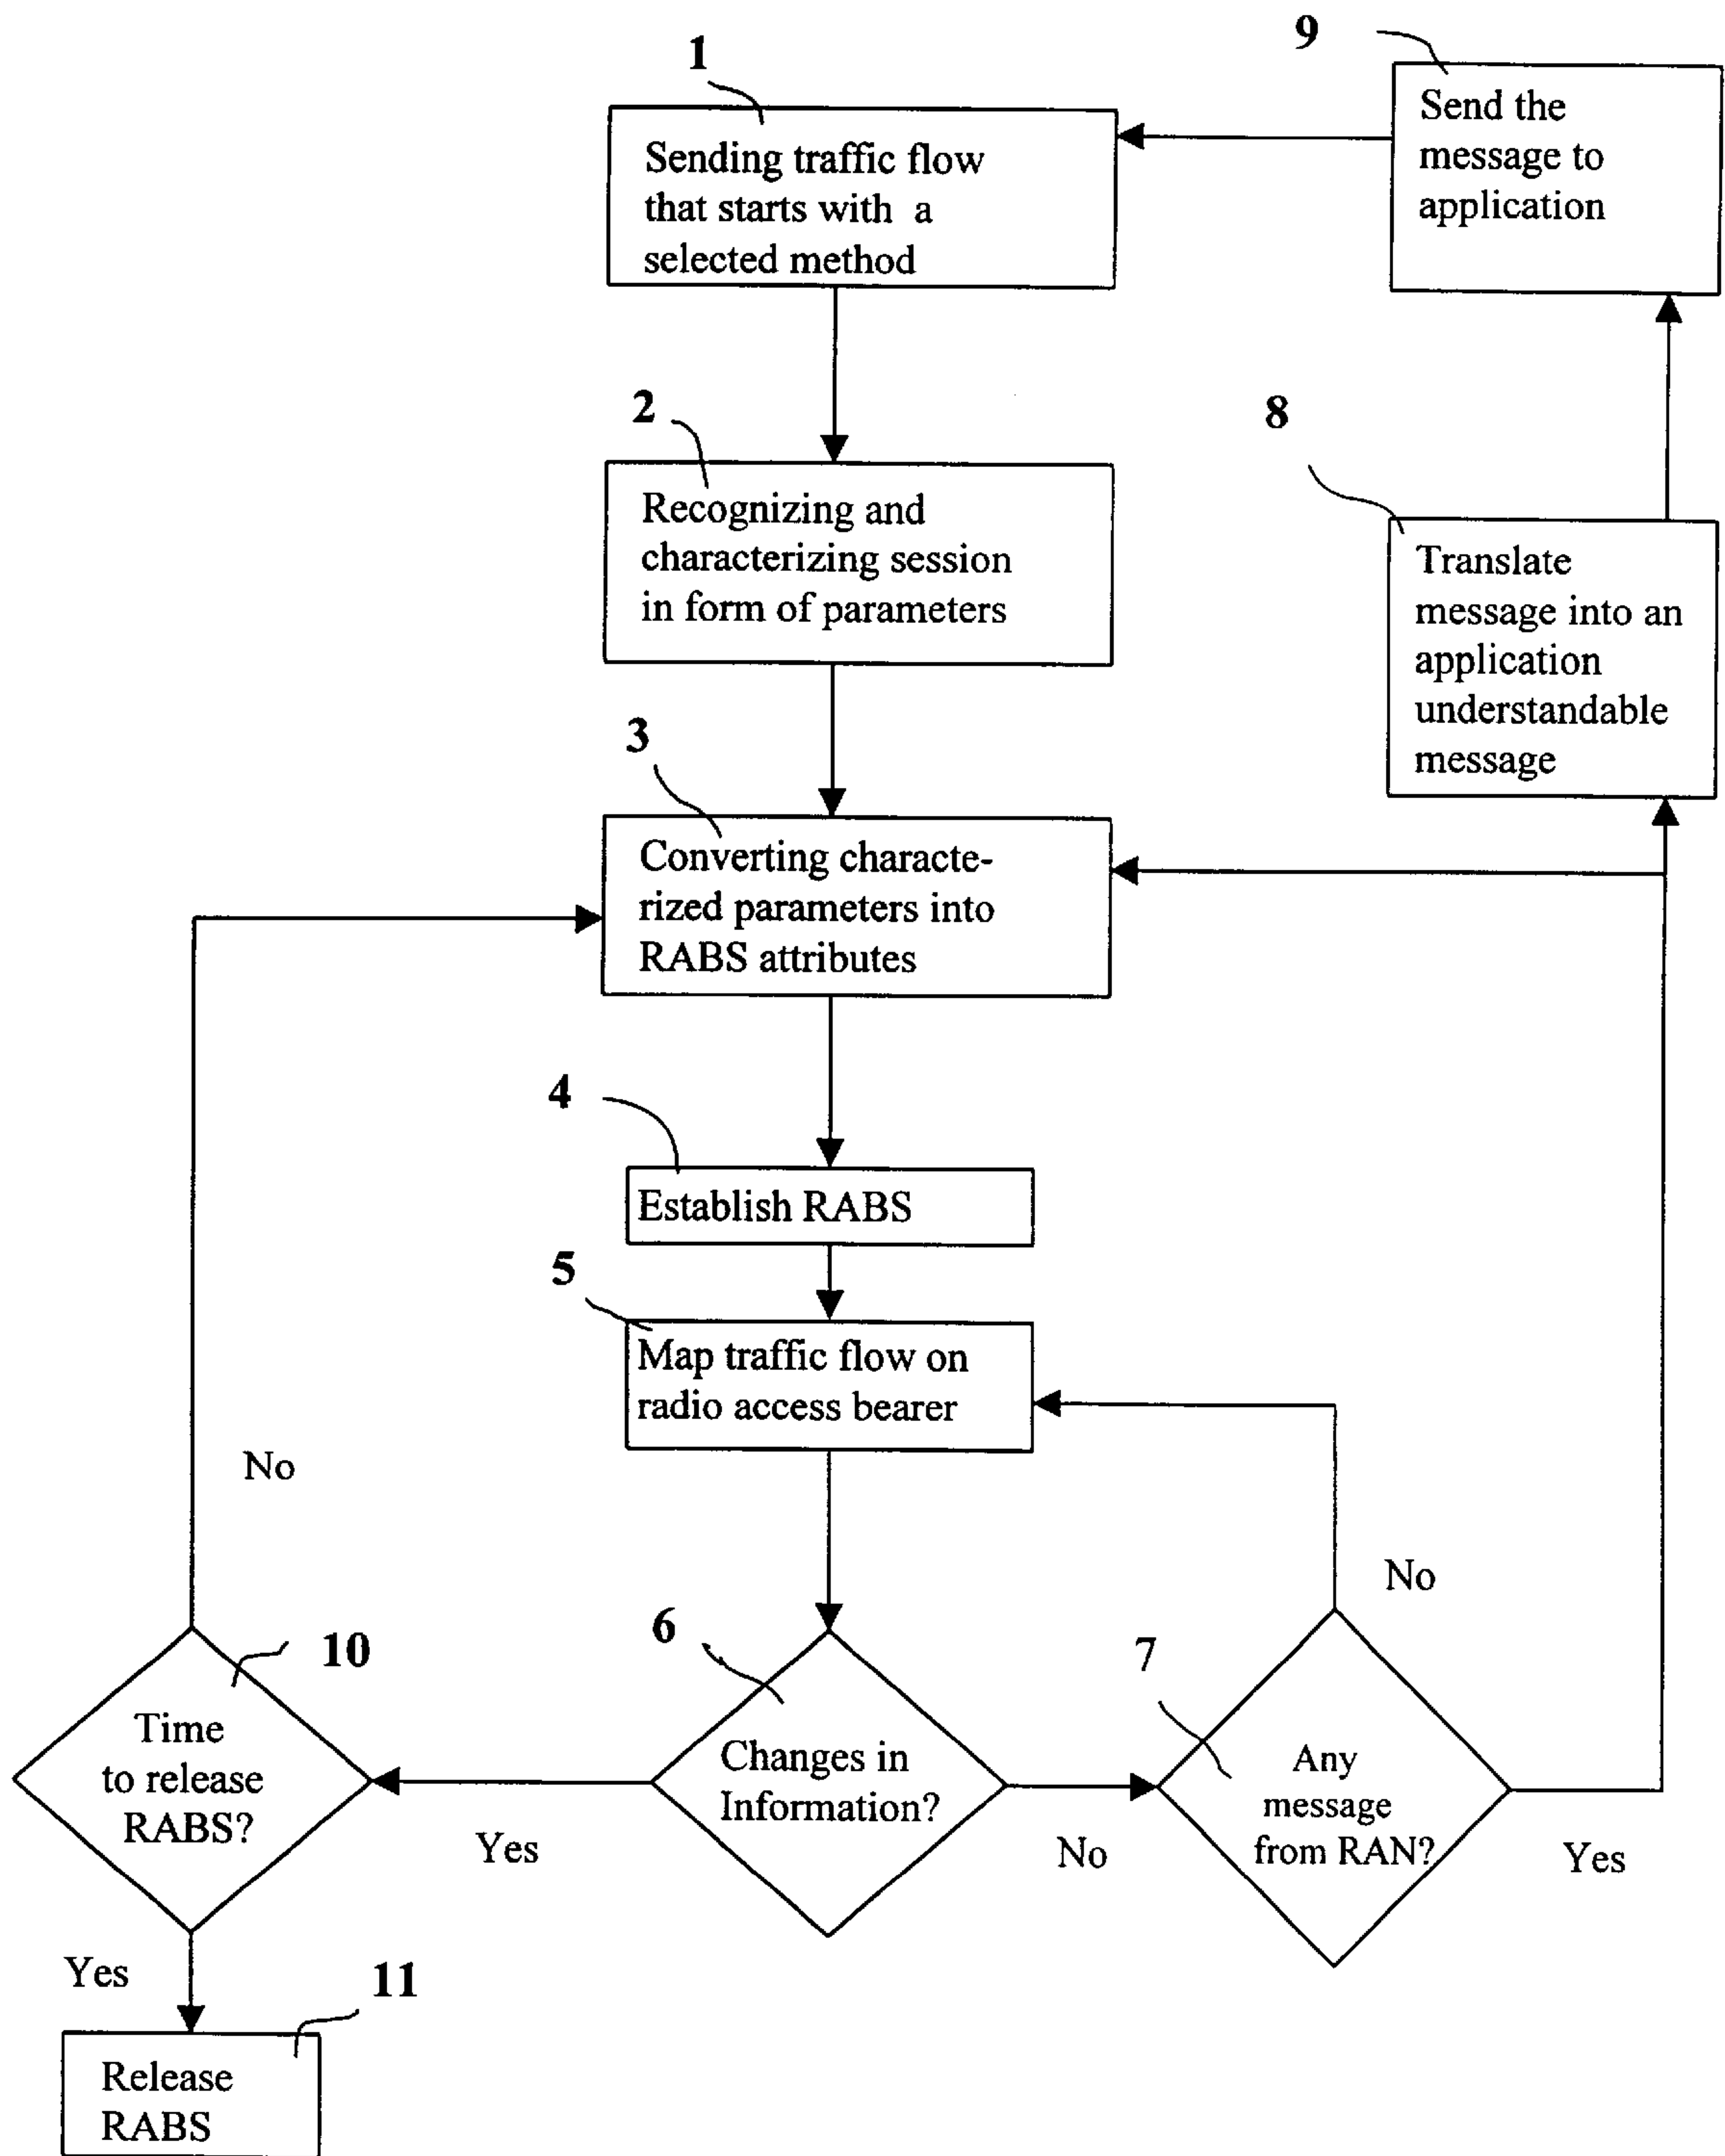 1
Sending traffic flow
that starts with a
selected method
9
Send the
message to
application
2
Recognizing and
characterizing session
in form of parameters
8
Translate
message into an
application
understandable
message
3
Converting characte-
rized parameters into
RABS attributes
4
Establish RABS
5
Map traffic flow on
radio access bearer
No
No
10
Time
to release
RABS?
6
Changes in
Information?
7
Any
message
from RAN?
Yes
No
Yes
Yes
11
Release
RABS